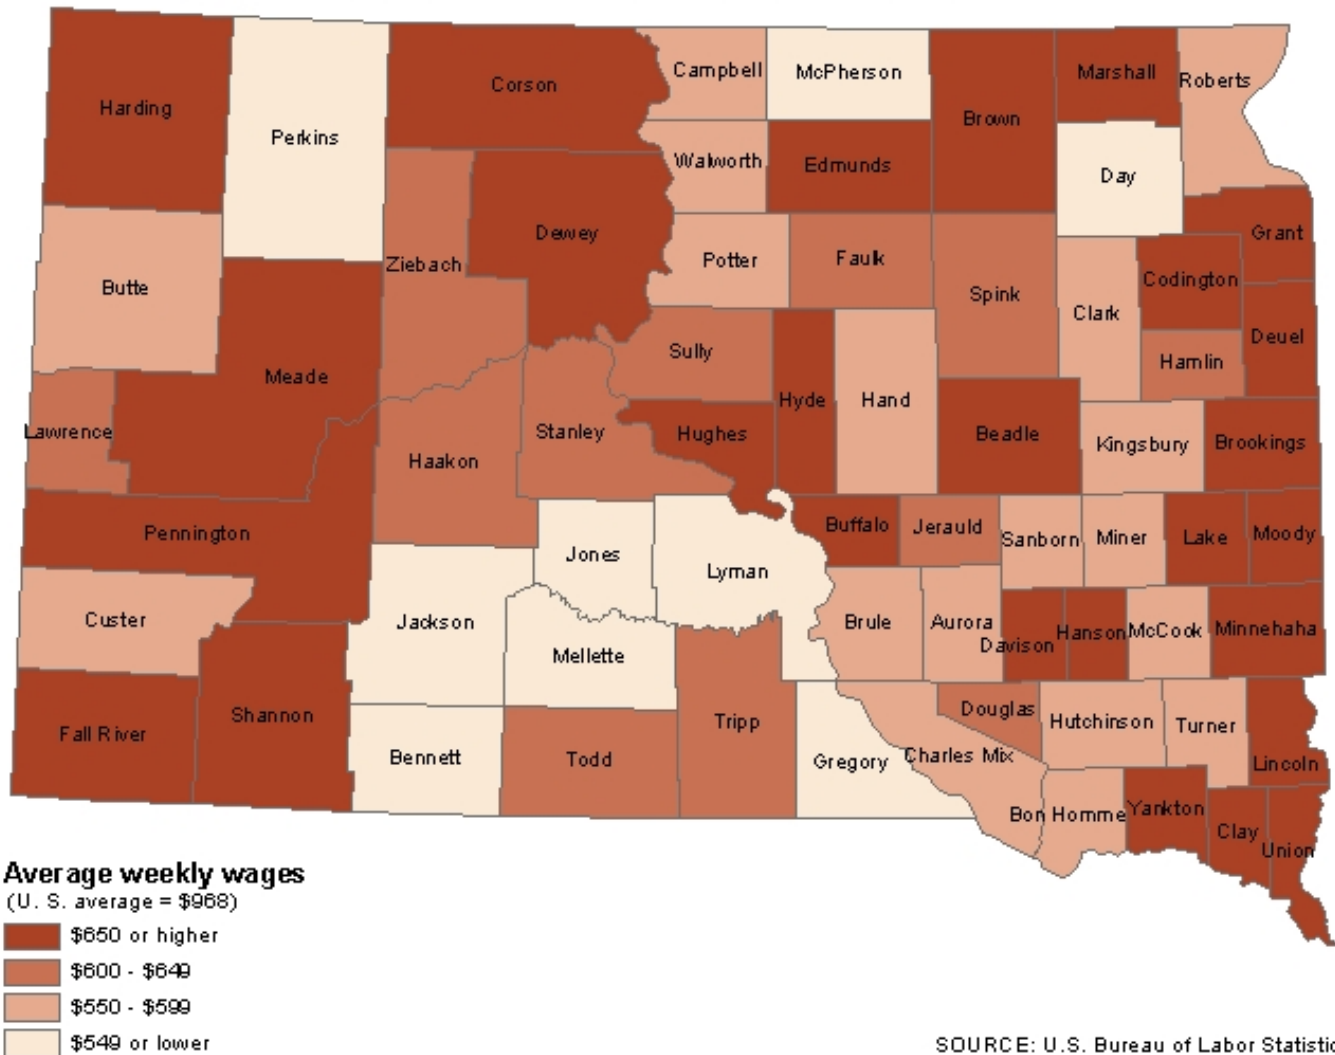 Harding
Perkins
Corson
Campbell
McPherson
Brown
Marshall
Roberts
Walworth
Edmunds
Day
Dewey
Ziebach
Potter
Faulk
Spink
Grant
Butte
Codington
Clark
Deuel
Meade
Sully
Hamlin
Lawrence
Hyde
Hand
Haakon
Stanley
Hughes
Beadle
Kingsbury
Brookings
Pennington
Jones
Lyman
Buffalo
Jerauld
Sanborn
Miner
Lake
Moody
Custer
Jackson
Mellette
Brule
Aurora
Davison
Hanson
McCook
Minnehaha
Fall River
Shannon
Bennett
Todd
Tripp
Gregory
Douglas
Charles Mix
Hutchinson
Turner
Lincoln
Bon Homme
Yankton
Clay
Union
Average weekly wages
(U. S. average = $968)
$650 or higher
$600 - $649
$550 - $599
$549 or lower
SOURCE: U.S. Bureau of Labor Statistic